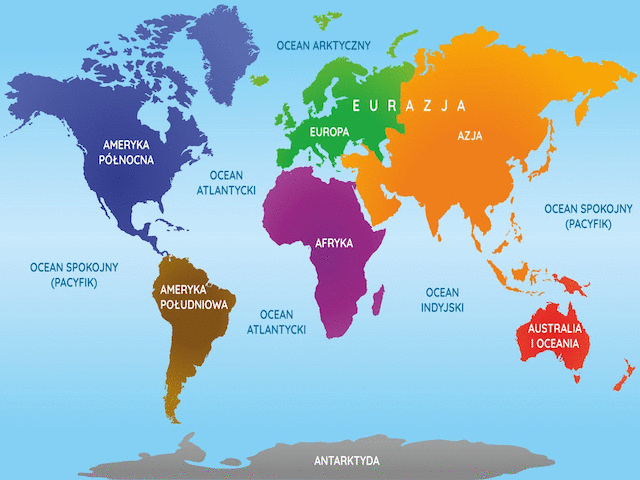 OCEAN ARKTYCZNY
EURAZJA
EUROPA
AZJA
AMERYKA
PÓŁNOCNA
OCEAN
ATLANTYCKI
OCEAN SPOKOJNY
(PACYFIK)
AFRYKA
OCEAN SPOKOJNY
(PACYFIK)
AMERYKA
POŁUDNIOWA
OCEAN
ATLANTYCKI
OCEAN
INDYJSKI
AUSTRALIA
I OCEANIA
ANTARKTYDA